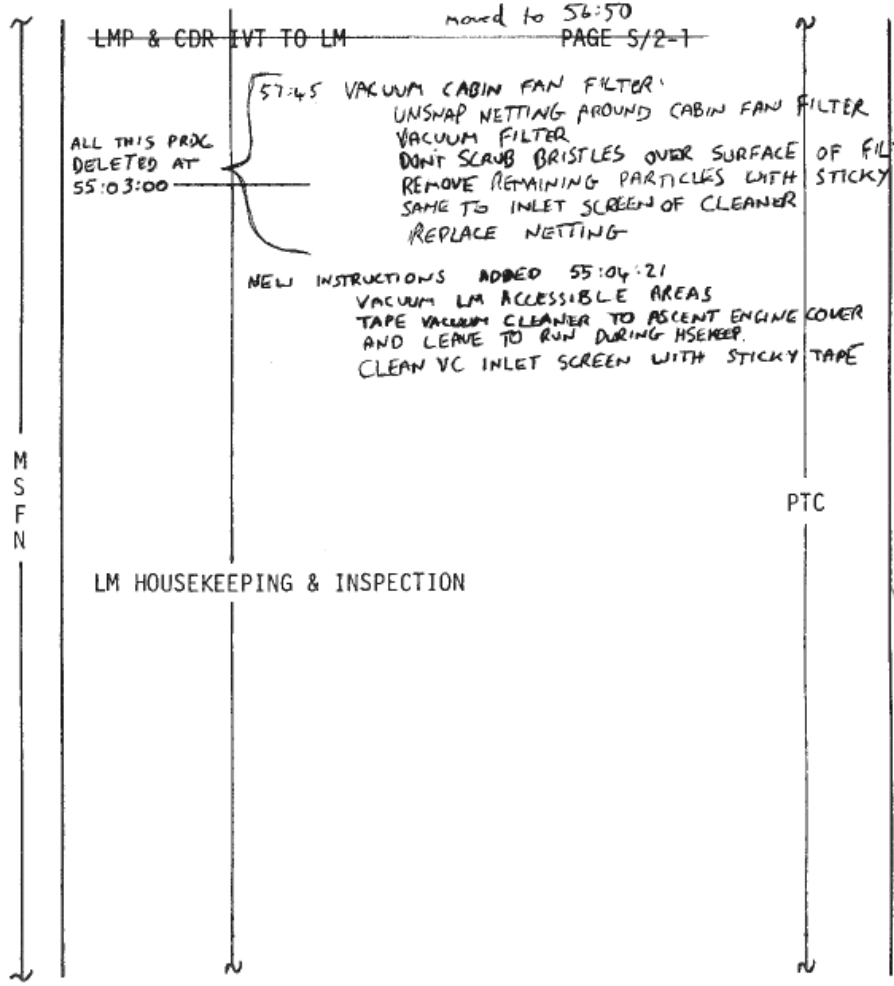 moved to 56:50
LMP & CDR IVT TO LM PAGE S/2-1
57:45 VACUUM CABIN FAN FILTER:
UNSNAP NETTING AROUND CABIN FAN FILTER
VACUUM FILTER
DON'T SCRUB BRISTLES OVER SURFACE OF FIL
REMOVE REMAINING PARTICLES WITH STICKY
SAME TO INLET SCREEN OF CLEANER
REPLACE NETTING
ALL THIS PROC
DELETED AT
55:03:00
NEW INSTRUCTIONS ADDED 55:04:21
VACUUM LM ACCESSIBLE AREAS
TAPE VACUUM CLEANER TO ASCENT ENGINE COVER
AND LEAVE TO RUN DURING HSEKEEP.
CLEAN VC INLET SCREEN WITH STICKY TAPE
M
S
F
N
PTC
LM HOUSEKEEPING & INSPECTION